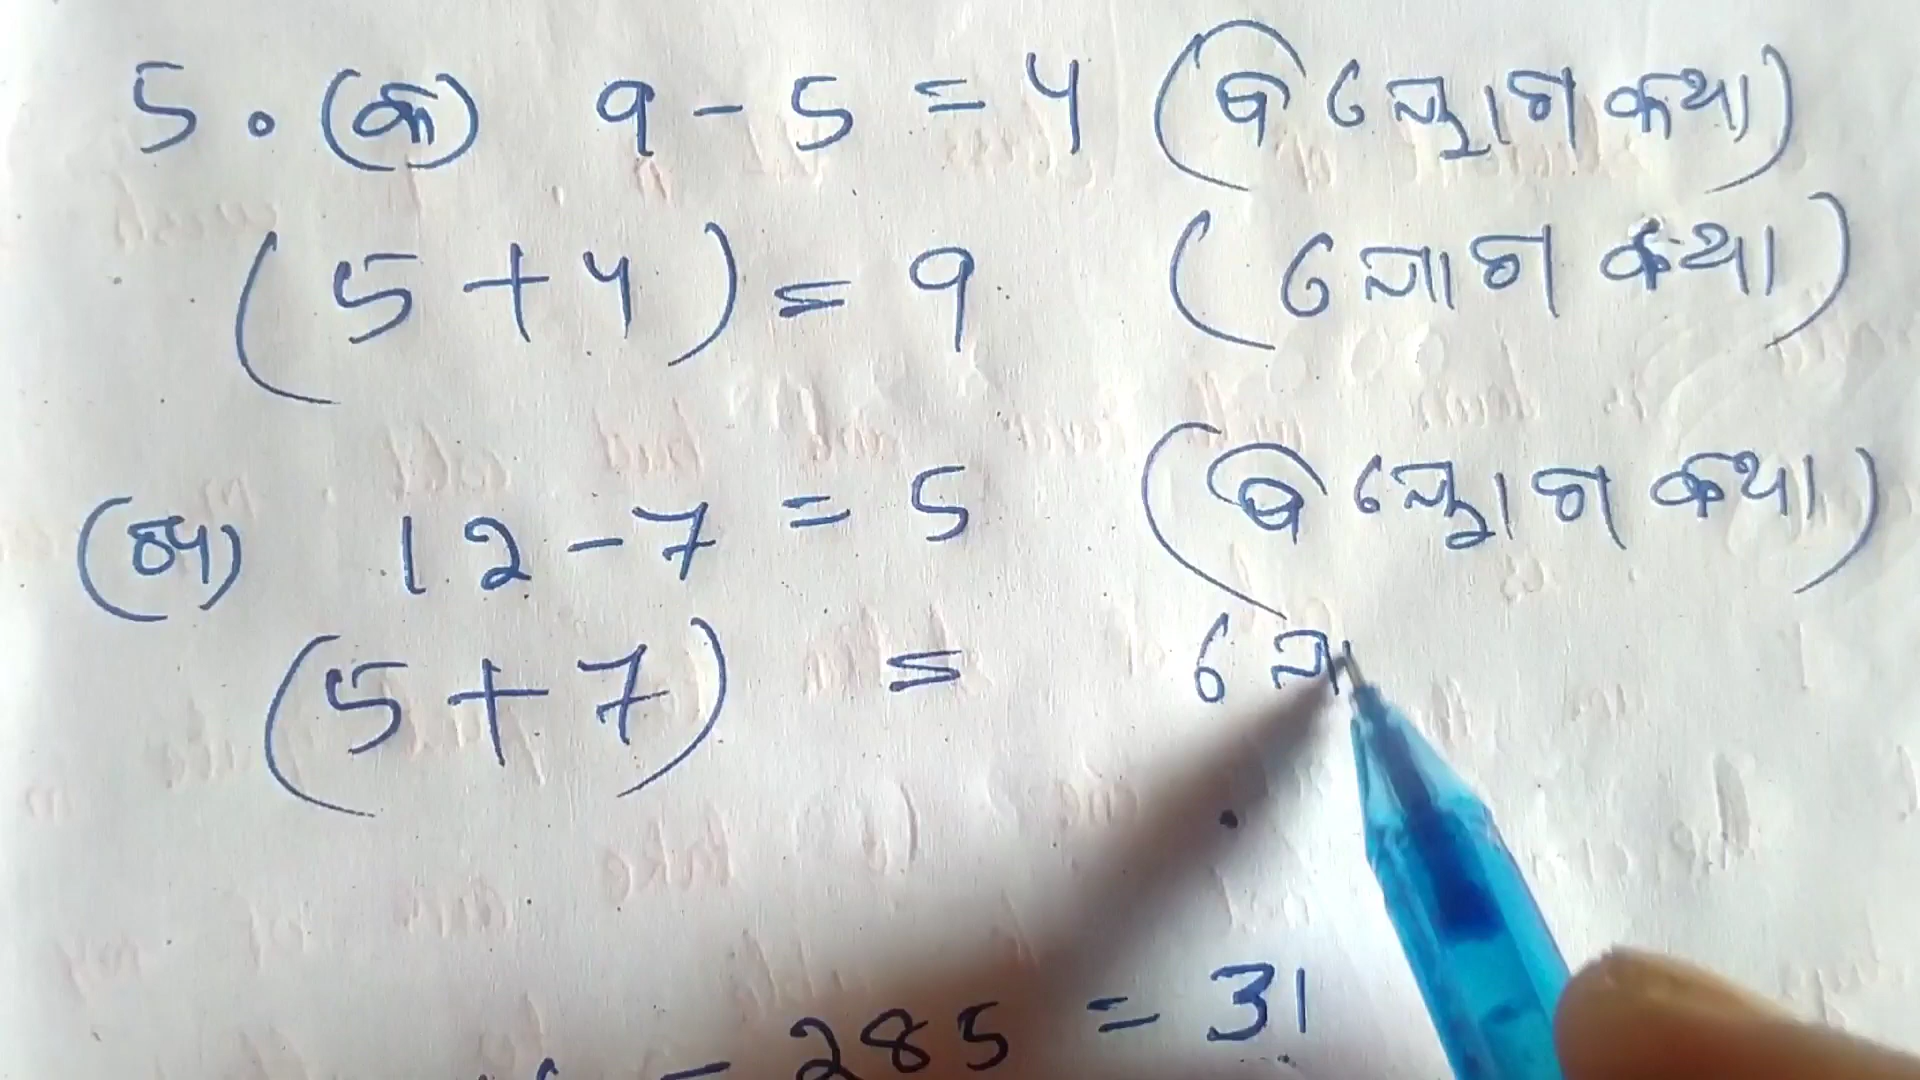 5. (କ) 9 - 5 = 4 (ବିୟୋଗ କଥା)
(5 + 4) = 9 (ଯୋଗ କଥା)
(ଖ) 12 - 7 = 5 (ବିୟୋଗ କଥା)
(5 + 7) = ଯୋ
- 285 = 31